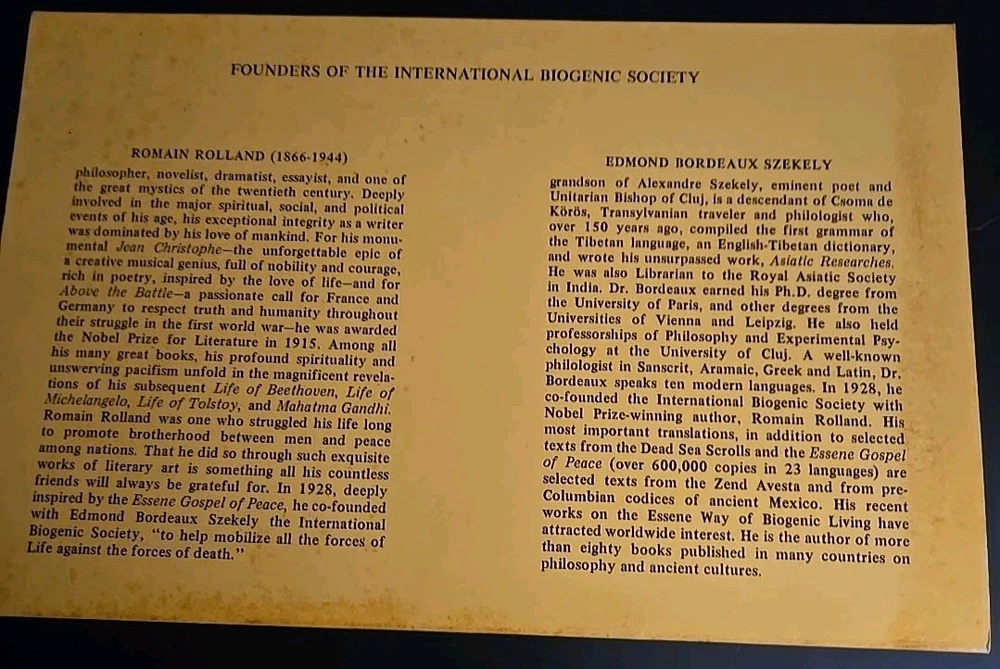 FOUNDERS OF THE INTERNATIONAL BIOGENIC SOCIETY
ROMAIN ROLLAND (1866-1944)
philosopher, novelist, dramatist, essayist, and one of
the great mystics of the twentieth century. Deeply
involved in the major spiritual, social, and political
events of his age, his exceptional integrity as a writer
was dominated by his love of mankind. For his monu-
mental Jean Christophe—the unforgettable epic of
a creative musical genius, full of nobility and courage,
rich in poetry, inspired by the love of life—and for
Above the Battle—a passionate call for France and
Germany to respect truth and humanity throughout
their struggle in the first world war—he was awarded
the Nobel Prize for Literature in 1915. Among all
his many great books, his profound spirituality and
unswerving pacifism unfold in the magnificent revela-
tions of his subsequent Life of Beethoven, Life of
Michelangelo, Life of Tolstoy, and Mahatma Gandhi.
Romain Rolland was one who struggled his life long
to promote brotherhood between men and peace
among nations. That he did so through such exquisite
works of literary art is something all his countless
friends will always be grateful for. In 1928, deeply
inspired by the Essene Gospel of Peace, he co-founded
with Edmond Bordeaux Szekely the International
Biogenic Society, “to help mobilize all the forces of
Life against the forces of death.”
EDMOND BORDEAUX SZEKELY
grandson of Alexandre Szekely, eminent poet and
Unitarian Bishop of Cluj, is a descendant of Csoma de
Körös, Transylvanian traveler and philologist who,
over 150 years ago, compiled the first grammar of
the Tibetan language, an English-Tibetan dictionary,
and wrote his unsurpassed work, Asiatic Researches.
He was also Librarian to the Royal Asiatic Society
in India. Dr. Bordeaux earned his Ph.D. degree from
the University of Paris, and other degrees from the
Universities of Vienna and Leipzig. He also held
professorships of Philosophy and Experimental Psy-
chology at the University of Cluj. A well-known
philologist in Sanscrit, Aramaic, Greek and Latin, Dr.
Bordeaux speaks ten modern languages. In 1928, he
co-founded the International Biogenic Society with
Nobel Prize-winning author, Romain Rolland. His
most important translations, in addition to selected
texts from the Dead Sea Scrolls and the Essene Gospel
of Peace (over 600,000 copies in 23 languages) are
selected texts from the Zend Avesta and from pre-
Columbian codices of ancient Mexico. His recent
works on the Essene Way of Biogenic Living have
attracted worldwide interest. He is the author of more
than eighty books published in many countries on
philosophy and ancient cultures.